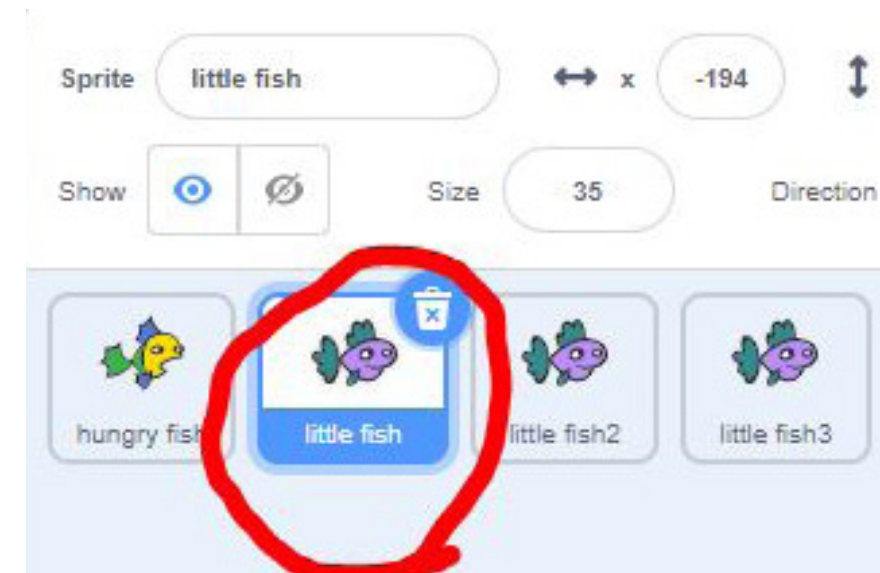 Sprite little fish x -194
Show Size 35 Direction
hungry fish little fish little fish2 little fish3